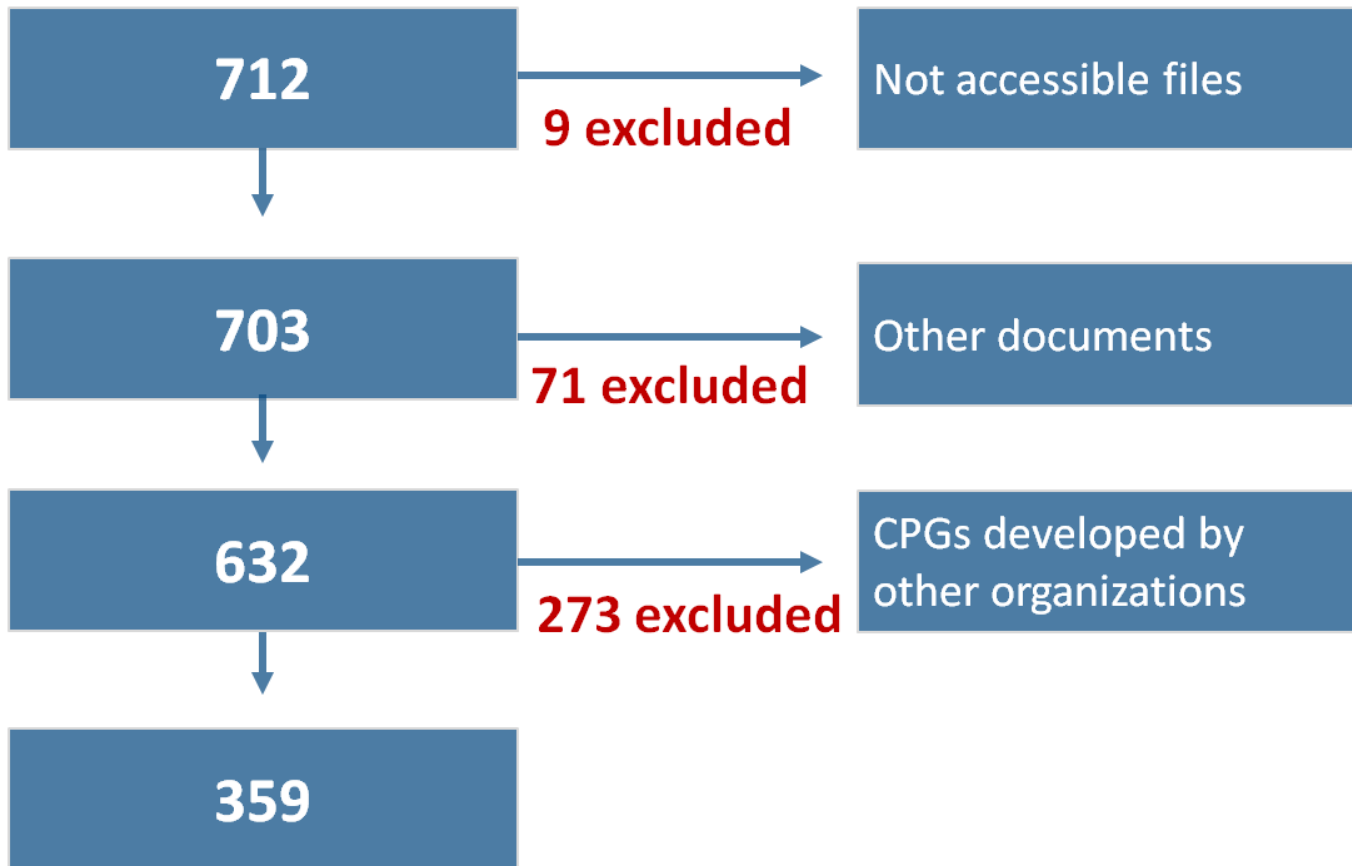 712
Not accessible files
9 excluded
703
Other documents
71 excluded
632
CPGs developed by
other organizations
273 excluded
359